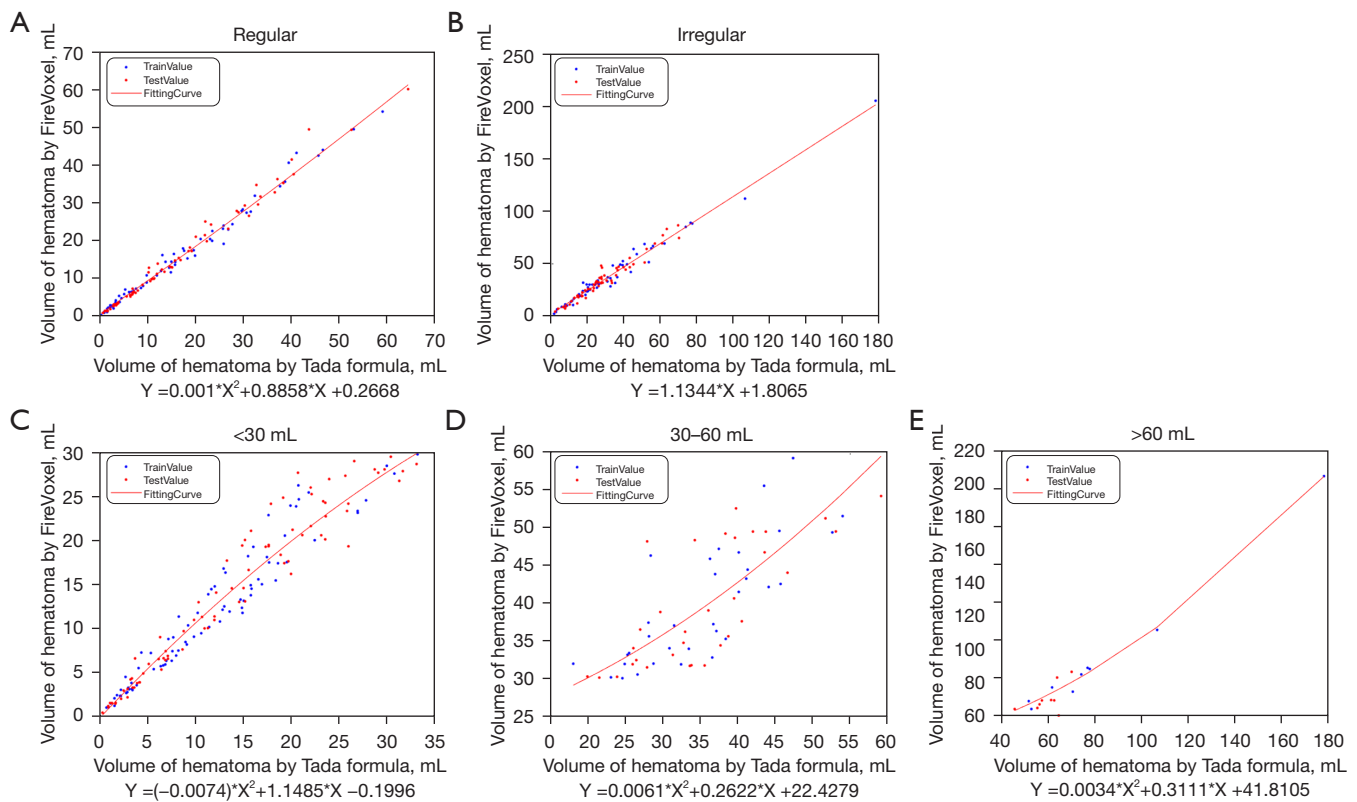 A
Regular
Volume of hematoma by FireVoxel, mL
70
60
50
40
30
20
10
0
TrainValue
TestValue
FittingCurve
0 10 20 30 40 50 60 70
Volume of hematoma by Tada formula, mL
Y =0.001*X²+0.8858*X +0.2668
B
Irregular
Volume of hematoma by FireVoxel, mL
250
200
150
100
50
0
TrainValue
TestValue
FittingCurve
0 20 40 60 80 100 120 140 160 180
Volume of hematoma by Tada formula, mL
Y =1.1344*X +1.8065
C
<30 mL
Volume of hematoma by FireVoxel, mL
30
25
20
15
10
5
0
TrainValue
TestValue
FittingCurve
0 5 10 15 20 25 30 35
Volume of hematoma by Tada formula, mL
Y =(−0.0074)*X²+1.1485*X −0.1996
D
30–60 mL
Volume of hematoma by FireVoxel, mL
60
55
50
45
40
35
30
25
TrainValue
TestValue
FittingCurve
15 20 25 30 35 40 45 50 55 60
Volume of hematoma by Tada formula, mL
Y =0.0061*X²+0.2622*X +22.4279
E
>60 mL
Volume of hematoma by FireVoxel, mL
220
200
180
160
140
120
100
80
60
TrainValue
TestValue
FittingCurve
40 60 80 100 120 140 160 180
Volume of hematoma by Tada formula, mL
Y =0.0034*X²+0.3111*X +41.8105